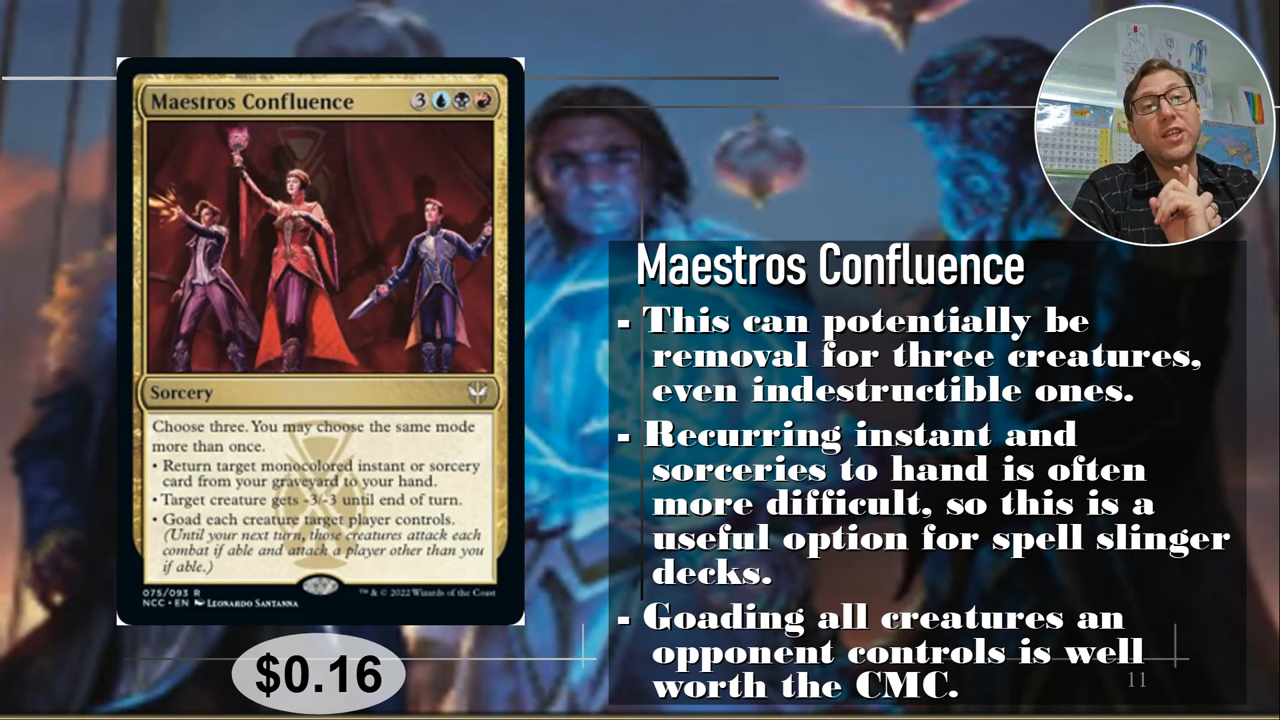 Maestros Confluence
3
Sorcery
Choose three. You may choose the same mode
more than once.
• Return target monocolored instant or sorcery
card from your graveyard to your hand.
• Target creature gets -3/-3 until end of turn.
• Goad each creature target player controls.
(Until your next turn, those creatures attack each
combat if able and attack a player other than you
if able.)
075/093 R
NCC • EN Leonardo Santanna
™ & © 2022 Wizards of the Coast
$0.16
Maestros Confluence
- This can potentially be
removal for three creatures,
even indestructible ones.
- Recurring instant and
sorceries to hand is often
more difficult, so this is a
useful option for spell slinger
decks.
- Goading all creatures an
opponent controls is well
worth the CMC.
11